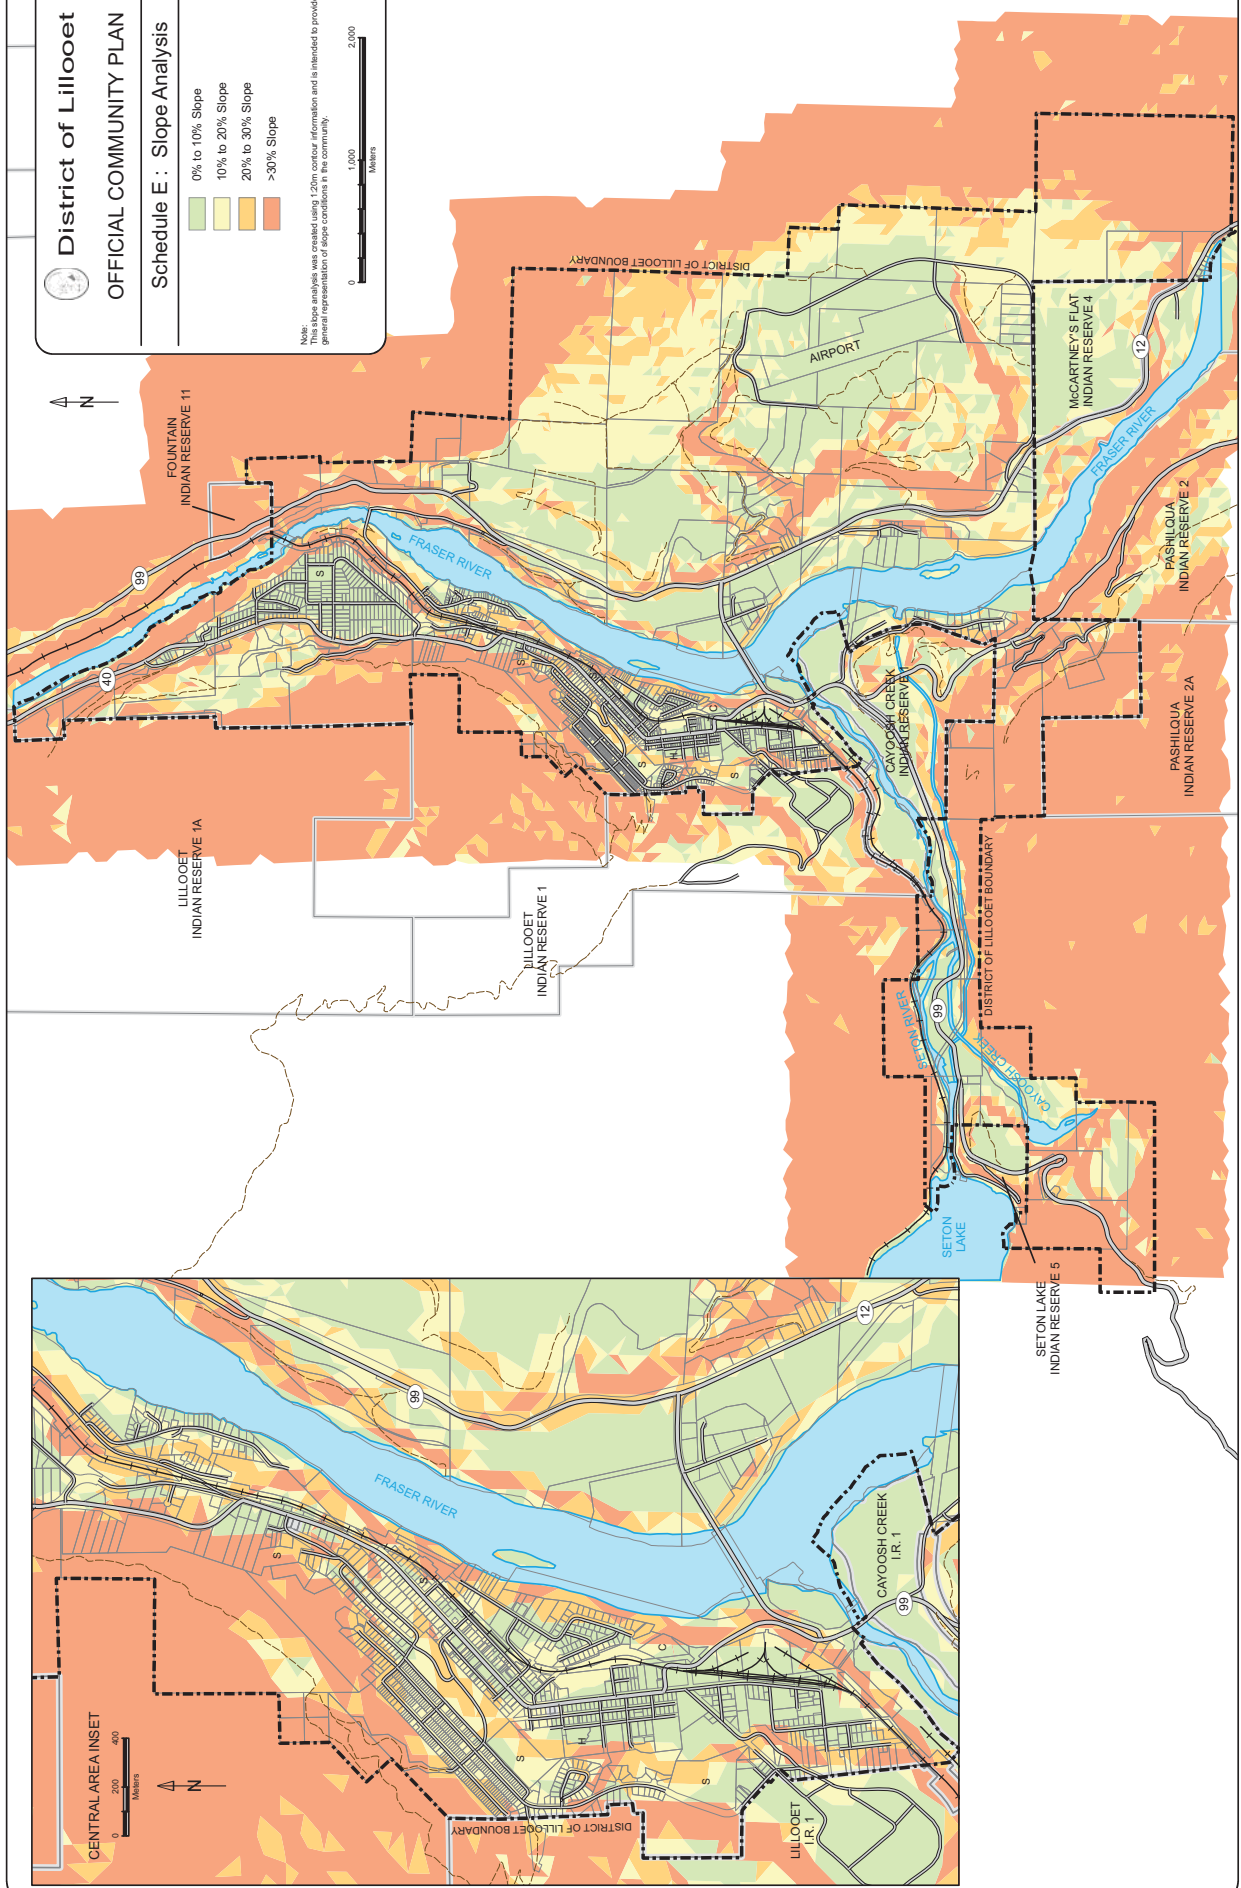 District of Lillooet
OFFICIAL COMMUNITY PLAN
Schedule E : Slope Analysis
0% to 10% Slope
10% to 20% Slope
20% to 30% Slope
>30% Slope
Note:
This slope analysis was created using 1:20m contour information and is intended to provide
general representation of slope conditions in the community.
0
1,000
2,000
Meters
N
FOUNTAIN
INDIAN RESERVE 11
99
40
S
FRASER RIVER
DISTRICT OF LILLOOET BOUNDARY
AIRPORT
McCARTNEY'S FLAT
INDIAN RESERVE 4
12
FRASER RIVER
PASHILQUA
INDIAN RESERVE 2
PASHILQUA
INDIAN RESERVE 2A
CAYOOSH CREEK
INDIAN RESERVE 1
S
S
S
H
C
S
LILLOOET
INDIAN RESERVE 1A
LILLOOET
INDIAN RESERVE 1
DISTRICT OF LILLOOET BOUNDARY
SETON RIVER
99
CAYOOSH CREEK
SETON
LAKE
SETON LAKE
INDIAN RESERVE 5
CENTRAL AREA INSET
0
200
400
Meters
N
FRASER RIVER
99
12
S
S
S
H
C
S
CAYOOSH CREEK
I.R. 1
99
LILLOOET
I.R. 1
DISTRICT OF LILLOOET BOUNDARY